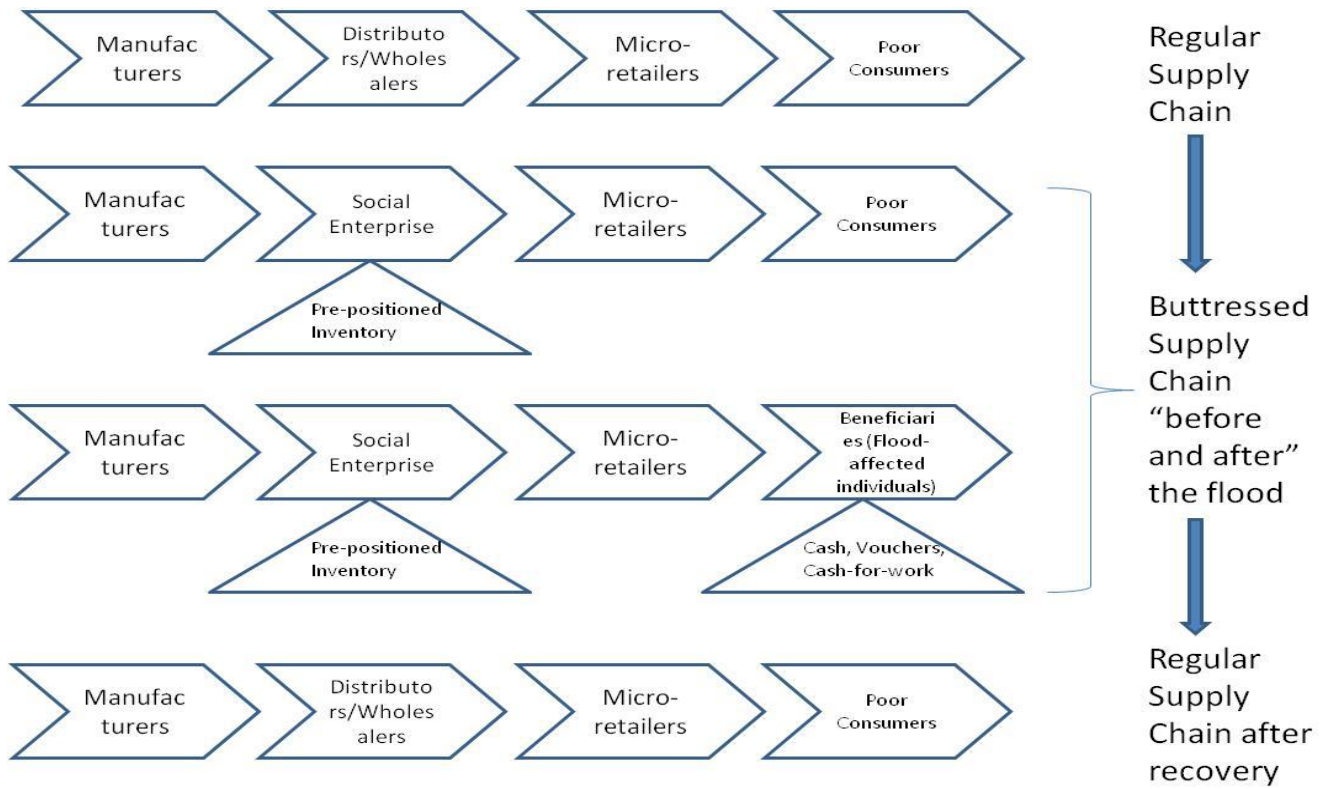 Manufac
turers
Distributo
rs/Wholes
alers
Micro-
retailers
Poor
Consumers
Regular
Supply
Chain
Manufac
turers
Social
Enterprise
Micro-
retailers
Poor
Consumers
Pre-positioned
Inventory
Buttressed
Supply
Chain
“before
and after”
the flood
Manufac
turers
Social
Enterprise
Micro-
retailers
Beneficiari
es (Flood-
affected
individuals)
Pre-positioned
Inventory
Cash, Vouchers,
Cash-for-work
Manufac
turers
Distributo
rs/Wholes
alers
Micro-
retailers
Poor
Consumers
Regular
Supply
Chain after
recovery